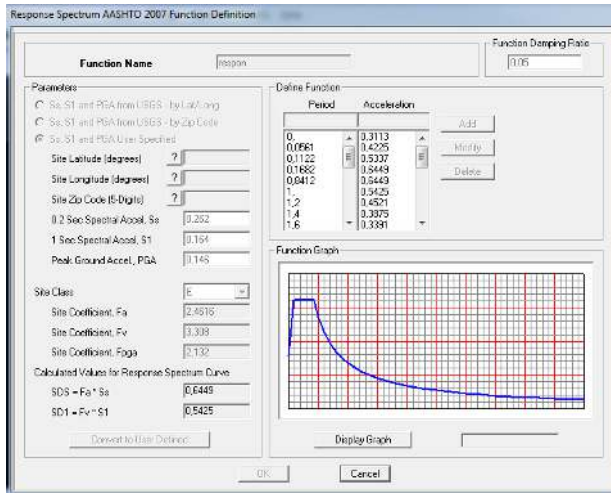 Response Spectrum AASHTO 2007 Function Definition
Function Damping Ratio
Function Name
respon
0.05
Parameters
Ss, S1 and PGA from USGS - by Lat/Long
Ss, S1 and PGA from USGS - by Zip Code
Ss, S1 and PGA User Specified
Site Latitude (degrees) ?
Site Longitude (degrees) ?
Site Zip Code (5-Digits) ?
0.2 Sec Spectral Accel, Ss 0.262
1 Sec Spectral Accel, S1 0.164
Peak Ground Accel., PGA 0.146
Site Class E
Site Coefficient, Fa 2.4616
Site Coefficient, Fv 3.308
Site Coefficient, Fpga 2.132
Calculated Values for Response Spectrum Curve
SDS = Fa * Ss 0,6449
SD1 = Fv * S1 0,5425
Convert to User Defined
Define Function
Period Acceleration
0, 0,3113
0,0561 0,4225
0,1122 0,5337
0,1682 0,6449
0,8412 0,6449
1, 0,5425
1,2 0,4521
1,4 0,3875
1,6 0,3391
Add
Modify
Delete
Function Graph
Display Graph
OK Cancel